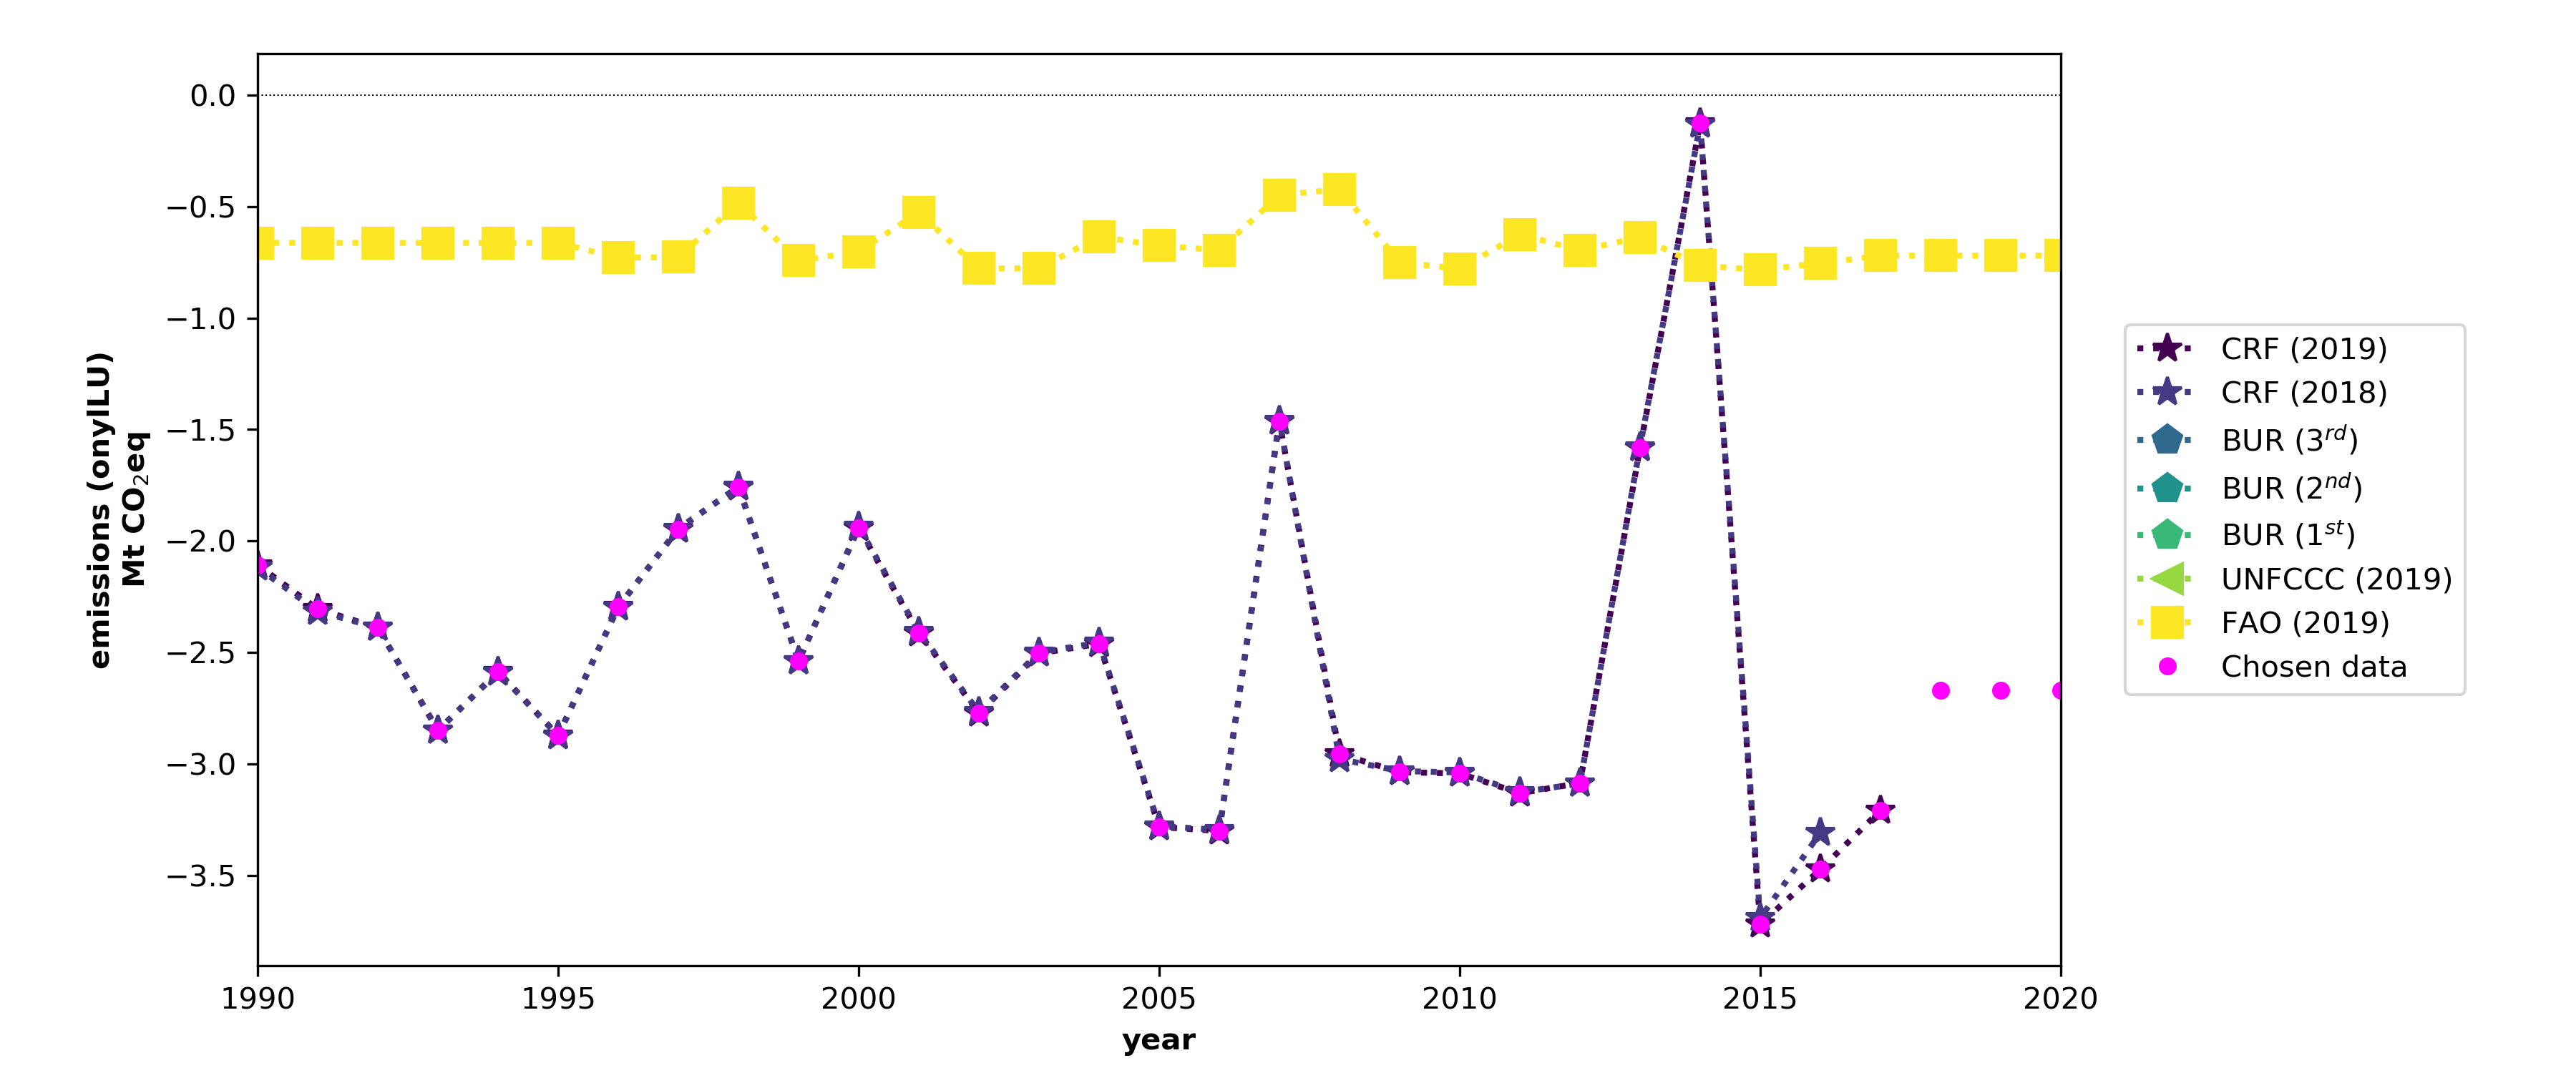 emissions (onylLU)
Mt CO₂eq
0.0
−0.5
−1.0
−1.5
−2.0
−2.5
−3.0
−3.5
1990 1995 2000 2005 2010 2015 2020
year
CRF (2019)
CRF (2018)
BUR (3rd)
BUR (2nd)
BUR (1st)
UNFCCC (2019)
FAO (2019)
Chosen data